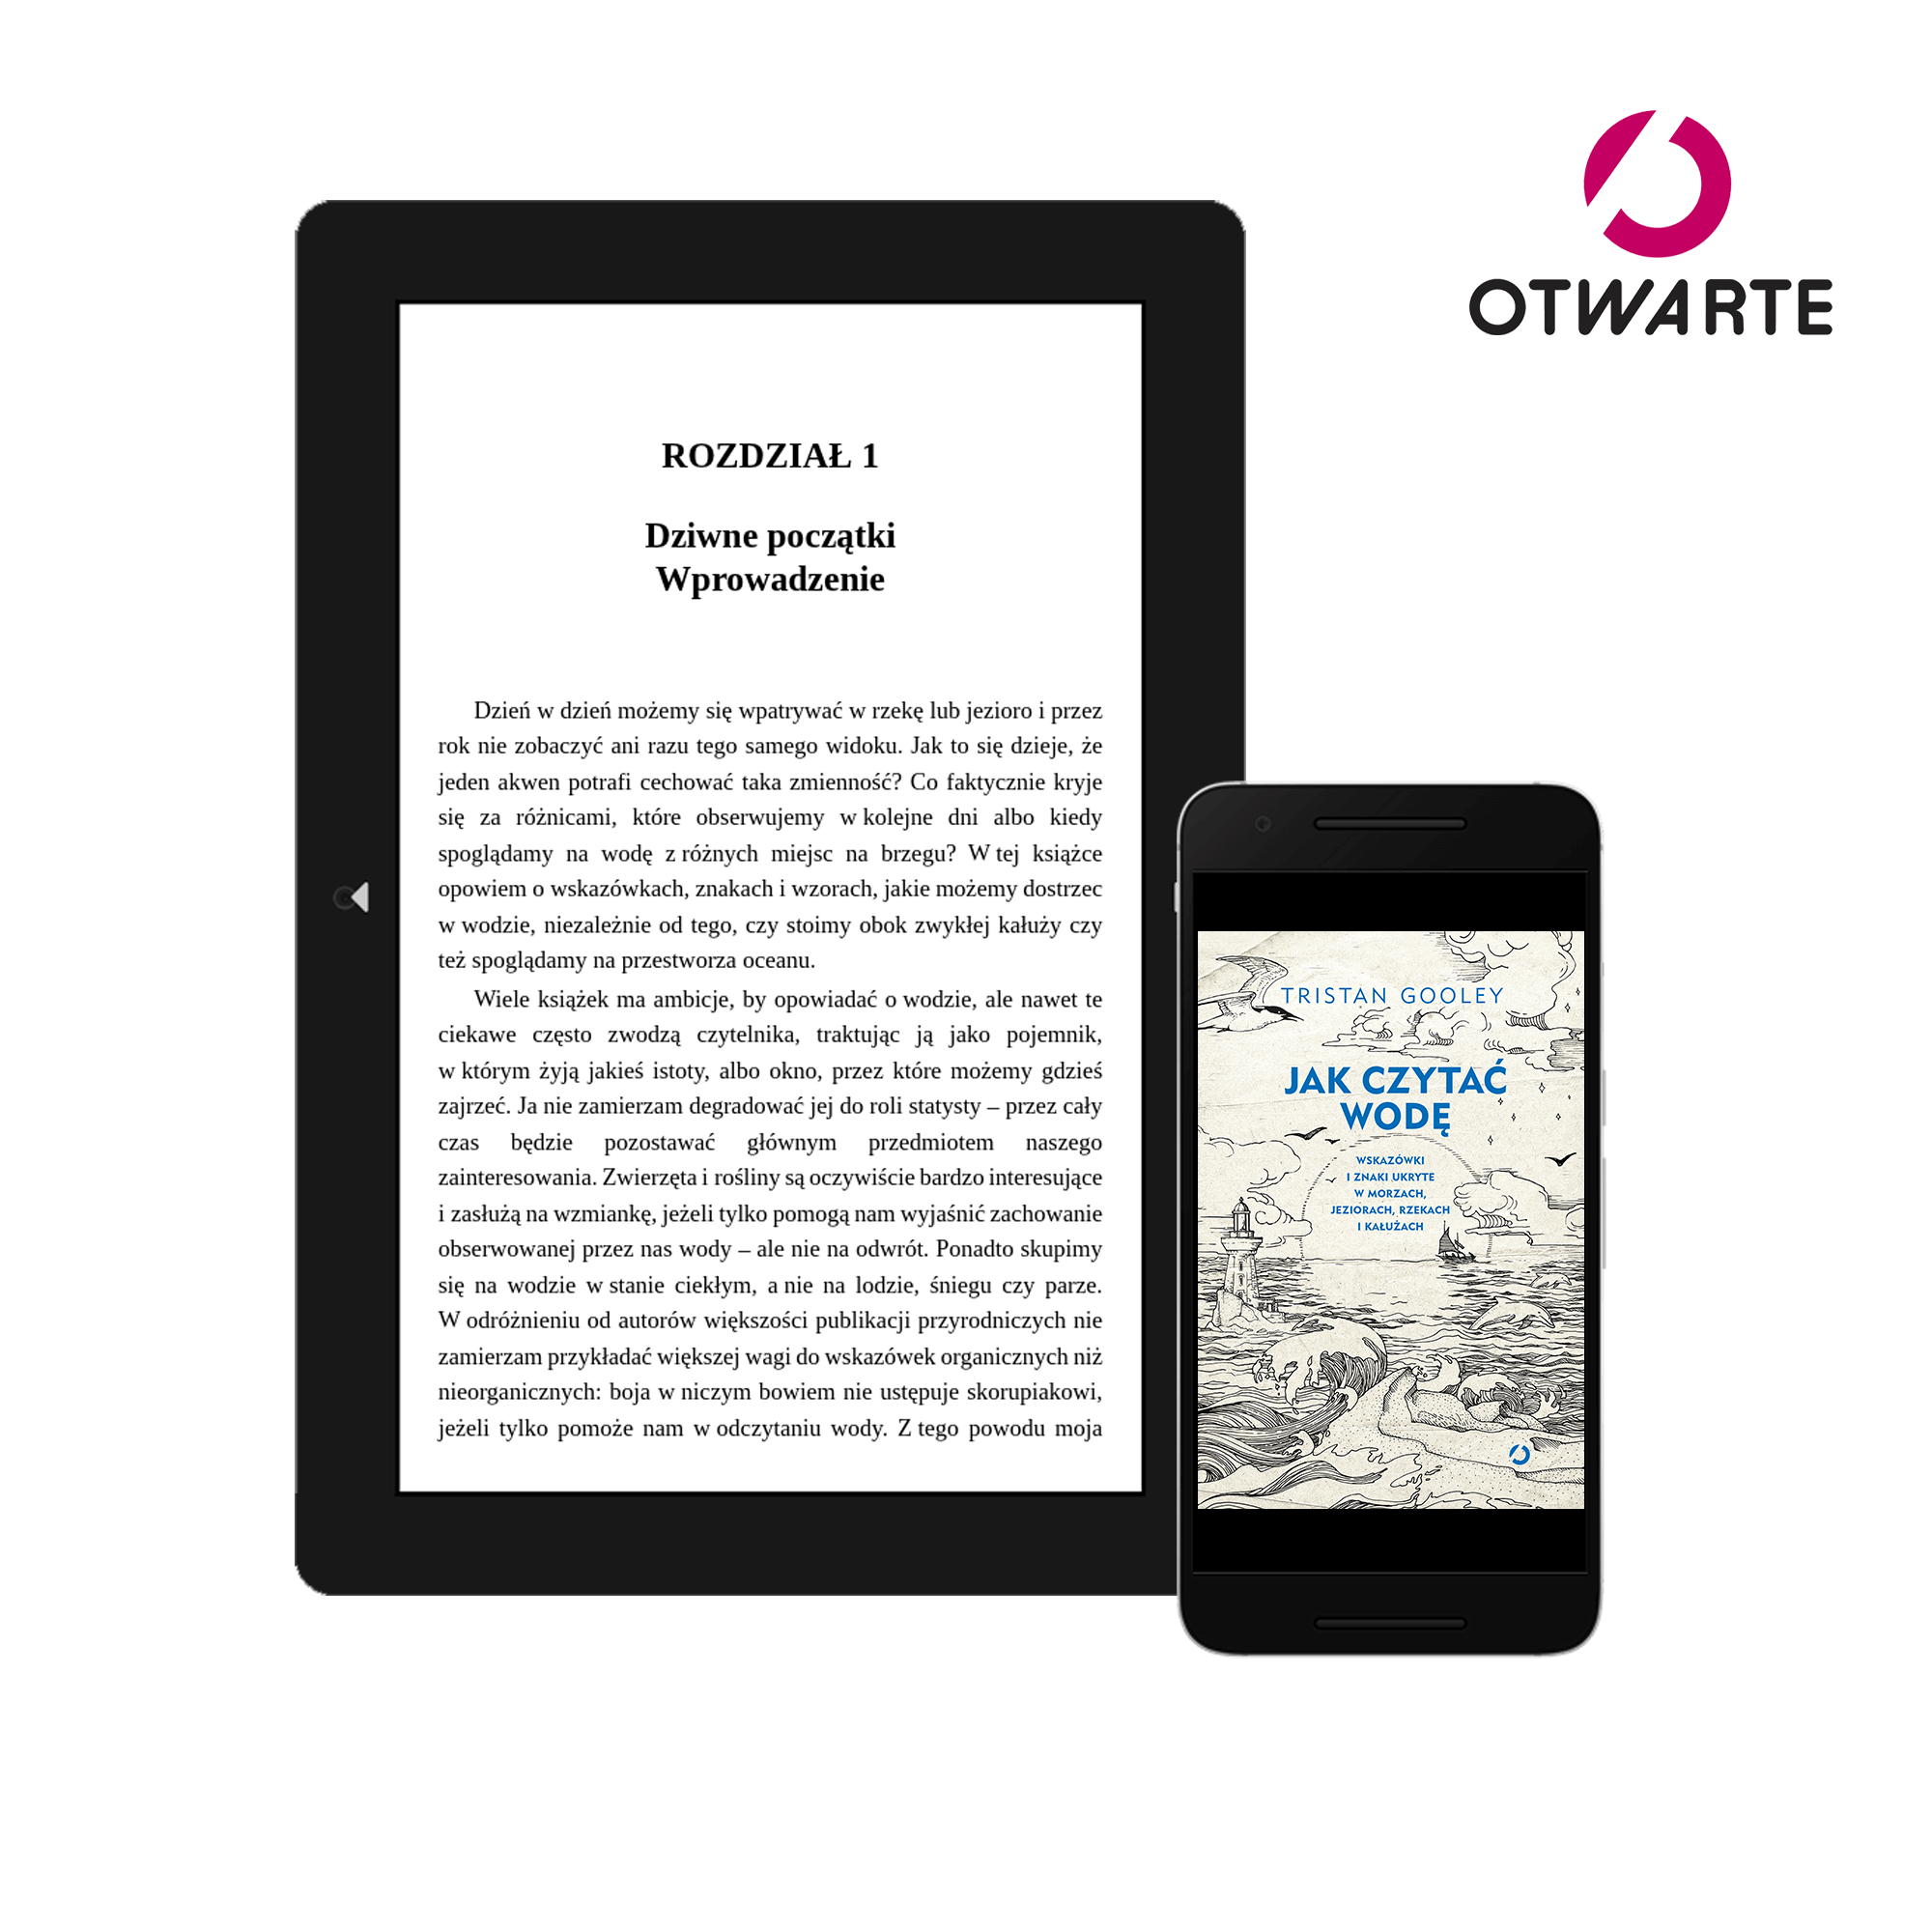 OTWARTE
ROZDZIAŁ 1
Dziwne początki
Wprowadzenie
Dzień w dzień możemy się wpatrywać w rzekę lub jezioro i przez
rok nie zobaczyć ani razu tego samego widoku. Jak to się dzieje, że
jeden akwen potrafi cechować taka zmienność? Co faktycznie kryje
się za różnicami, które obserwujemy w kolejne dni albo kiedy
spoglądamy na wodę z różnych miejsc na brzegu? W tej książce
opowiem o wskazówkach, znakach i wzorach, jakie możemy dostrzec
w wodzie, niezależnie od tego, czy stoimy obok zwykłej kałuży czy
też spoglądamy na przestworza oceanu.
Wiele książek ma ambicje, by opowiadać o wodzie, ale nawet te
ciekawe często zwodzą czytelnika, traktując ją jako pojemnik,
w którym żyją jakieś istoty, albo okno, przez które możemy gdzieś
zajrzeć. Ja nie zamierzam degradować jej do roli statysty – przez cały
czas będzie pozostawać głównym przedmiotem naszego
zainteresowania. Zwierzęta i rośliny są oczywiście bardzo interesujące
i zasłużą na wzmiankę, jeżeli tylko pomogą nam wyjaśnić zachowanie
obserwowanej przez nas wody – ale nie na odwrót. Ponadto skupimy
się na wodzie w stanie ciekłym, a nie na lodzie, śniegu czy parze.
W odróżnieniu od autorów większości publikacji przyrodniczych nie
zamierzam przykładać większej wagi do wskazówek organicznych niż
nieorganicznych: boja w niczym bowiem nie ustępuje skorupiakowi,
jeżeli tylko pomoże nam w odczytaniu wody. Z tego powodu moja
TRISTAN GOOLEY
JAK CZYTAĆ
WODĘ
WSKAZÓWKI
I ZNAKI UKRYTE
W MORZACH,
JEZIORACH, RZEKACH
I KAŁUŻACH